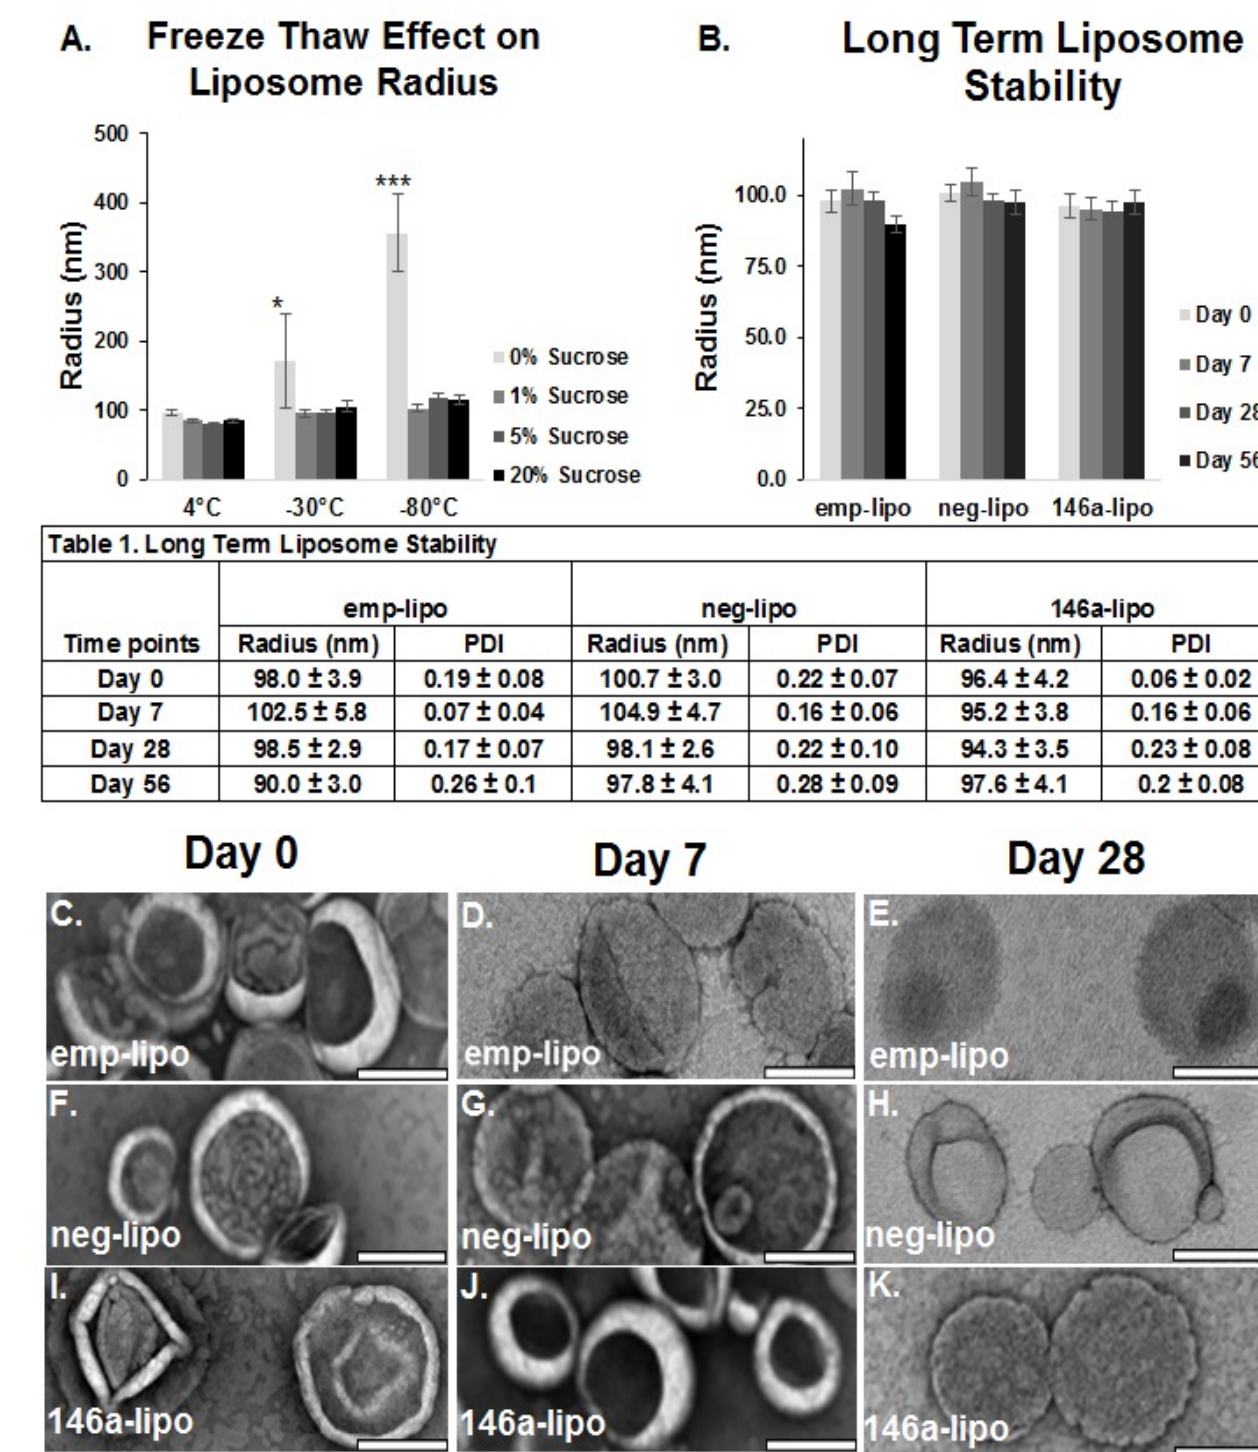 A.
Freeze Thaw Effect on
Liposome Radius
500
400
300
200
100
0
Radius (nm)
*
***
4°C
-30°C
-80°C
0% Sucrose
1% Sucrose
5% Sucrose
20% Sucrose
B.
Long Term Liposome
Stability
100.0
75.0
50.0
25.0
0.0
Radius (nm)
emp-lipo
neg-lipo
146a-lipo
Day 0
Day 7
Day 28
Day 56
Table 1. Long Term Liposome Stability
emp-lipo neg-lipo 146a-lipo
Time points Radius (nm) PDI Radius (nm) PDI Radius (nm) PDI
Day 0 98.0 ± 3.9 0.19 ± 0.08 100.7 ± 3.0 0.22 ± 0.07 96.4 ± 4.2 0.06 ± 0.02
Day 7 102.5 ± 5.8 0.07 ± 0.04 104.9 ± 4.7 0.16 ± 0.06 95.2 ± 3.8 0.16 ± 0.06
Day 28 98.5 ± 2.9 0.17 ± 0.07 98.1 ± 2.6 0.22 ± 0.10 94.3 ± 3.5 0.23 ± 0.08
Day 56 90.0 ± 3.0 0.26 ± 0.1 97.8 ± 4.1 0.28 ± 0.09 97.6 ± 4.1 0.2 ± 0.08
Day 0
Day 7
Day 28
C.
emp-lipo
D.
emp-lipo
E.
emp-lipo
F.
neg-lipo
G.
neg-lipo
H.
neg-lipo
I.
146a-lipo
J.
146a-lipo
K.
146a-lipo